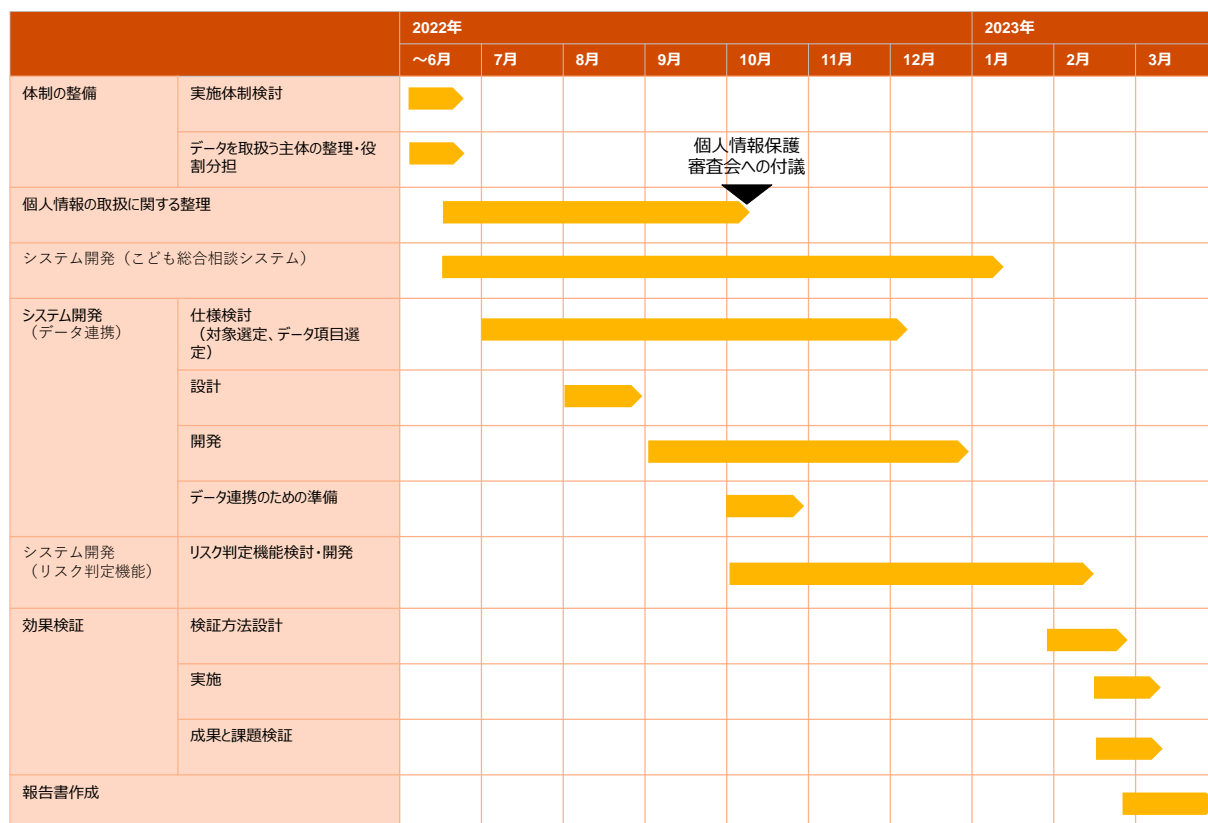 2022年
2023年
～6月
7月
8月
9月
10月
11月
12月
1月
2月
3月
体制の整備
実施体制検討
データを取扱う主体の整理・役
割分担
個人情報保護
審査会への付議
個人情報の取扱に関する整理
システム開発（こども総合相談システム）
システム開発
（データ連携）
仕様検討
（対象選定、データ項目選
定）
設計
開発
データ連携のための準備
システム開発
（リスク判定機能）
リスク判定機能検討・開発
効果検証
検証方法設計
実施
成果と課題検証
報告書作成